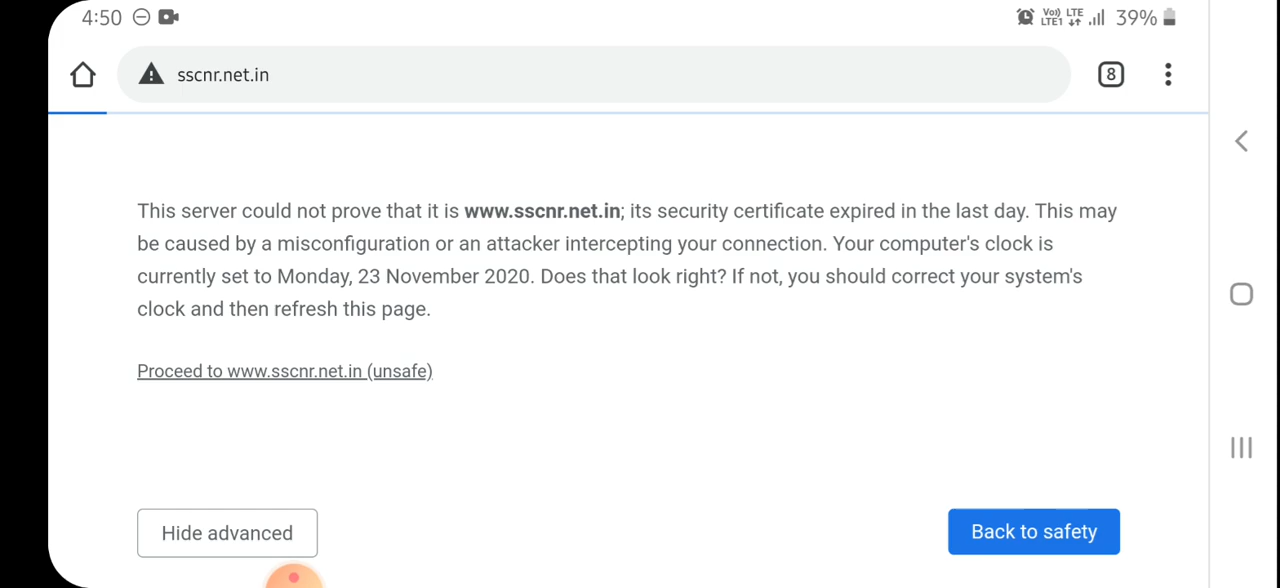 4:50
Vo)) LTE
LTE1
39%
sscnr.net.in
8
This server could not prove that it is www.sscnr.net.in; its security certificate expired in the last day. This may
be caused by a misconfiguration or an attacker intercepting your connection. Your computer's clock is
currently set to Monday, 23 November 2020. Does that look right? If not, you should correct your system's
clock and then refresh this page.
Proceed to www.sscnr.net.in (unsafe)
Hide advanced
Back to safety